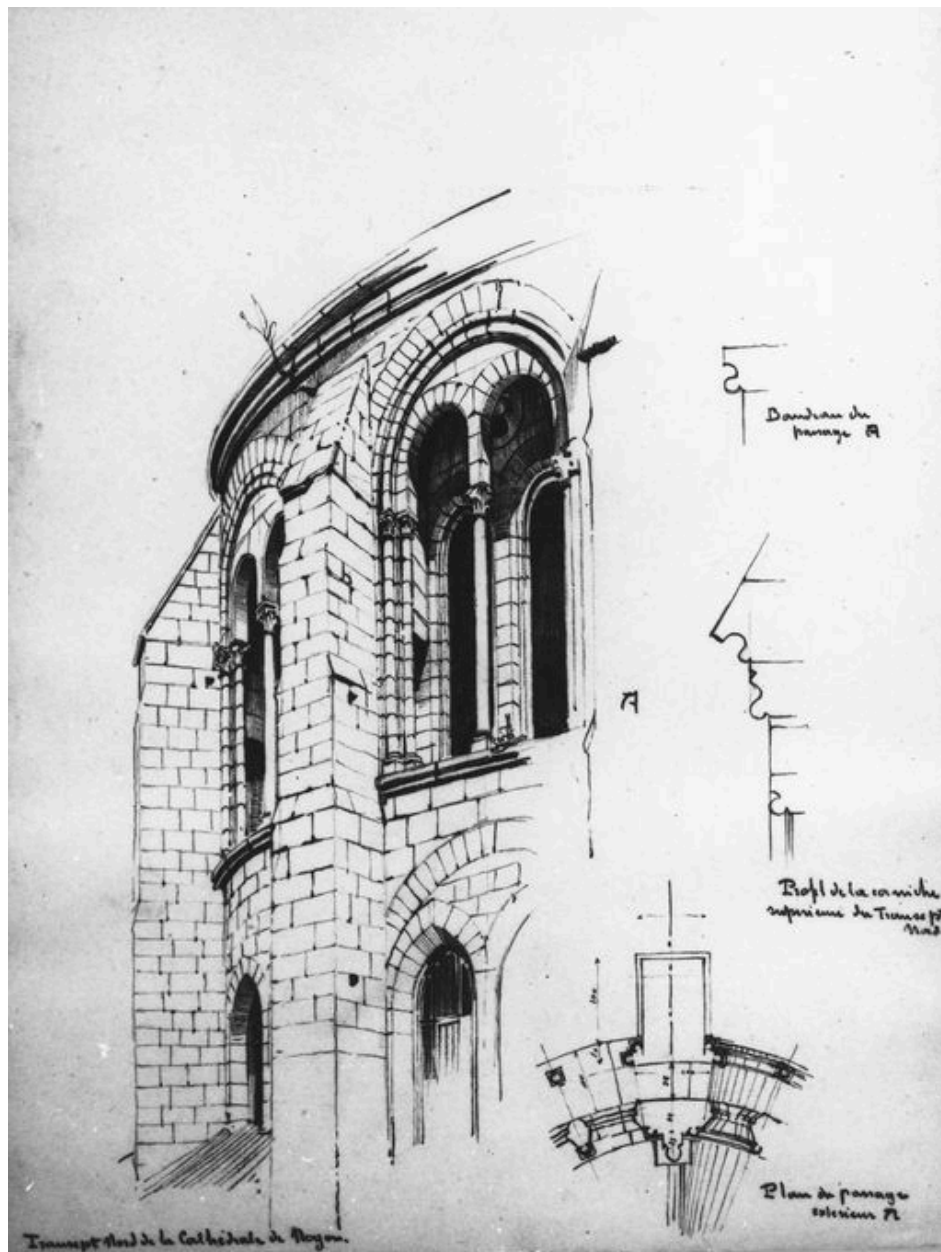 Bandeau du
passage A
A
Profil de la corniche
supérieure du Transept
Nord
Plan du passage
extérieur A
Transept Nord de la Cathédrale de Noyon.